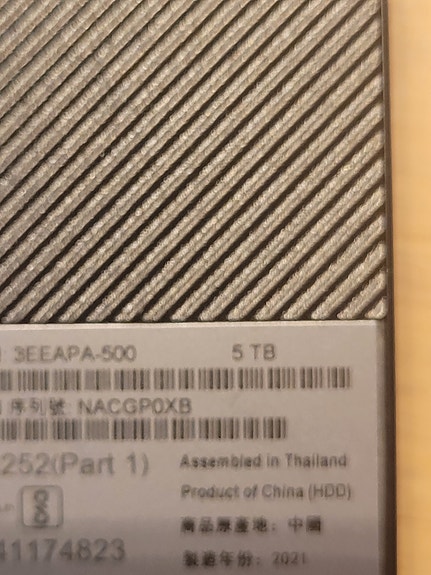 3EEAPA-500 5 TB
序列號: NACGP0XB
252(Part 1)
Assembled in Thailand
Product of China (HDD)
商品原產地: 中國
41174823
製造年份: 2021